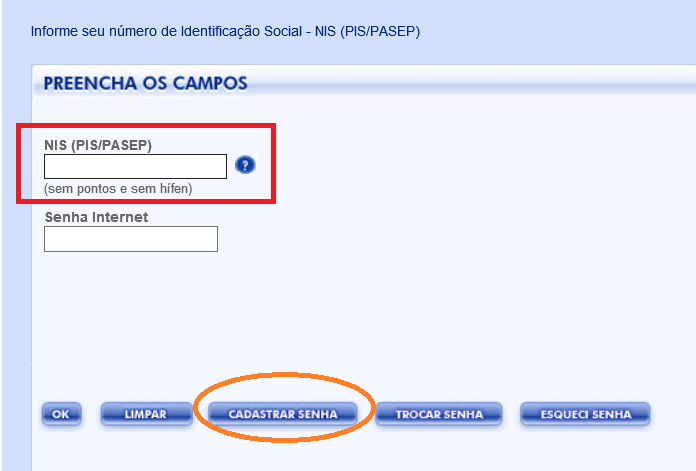 Informe seu número de Identificação Social - NIS (PIS/PASEP)
PREENCHA OS CAMPOS
NIS (PIS/PASEP)
?
(sem pontos e sem hífen)
Senha Internet
OK LIMPAR CADASTRAR SENHA TROCAR SENHA ESQUECI SENHA